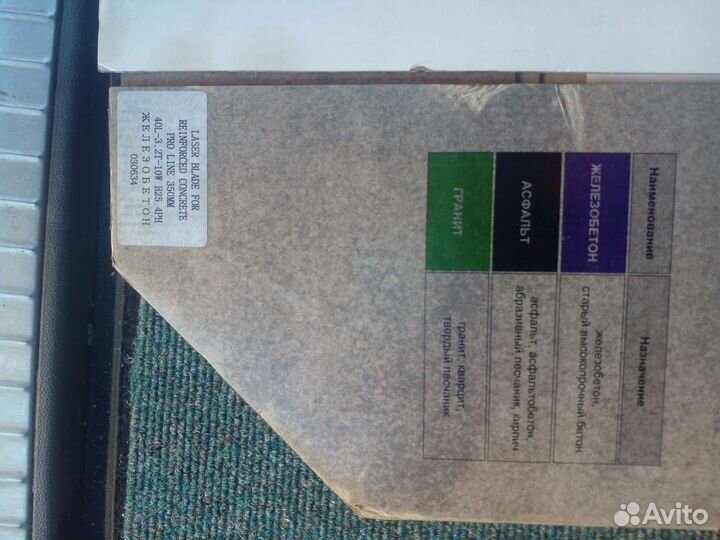 LASER BLADE FOR
REINFORCED CONCRETE
PRO LINE 350MM
40L-3.2T-10W H25.4PH
ЖЕЛЕЗОБЕТОН
030634
Наименование
Назначение
ЖЕЛЕЗОБЕТОН
железобетон,
старый высокопрочный бетон
АСФАЛЬТ
асфальт, асфальтобетон,
абразивный песчаник, кирпич
ГРАНИТ
гранит, кварцит,
твердый песчаник
Avito